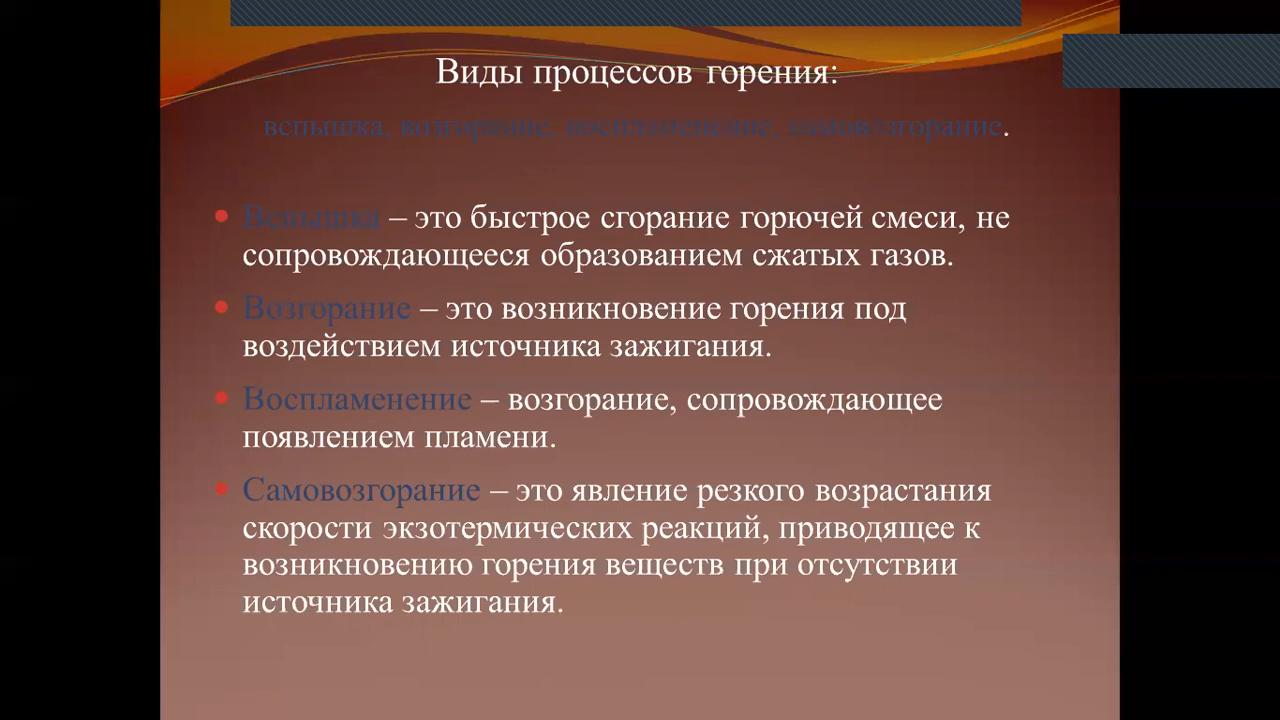 Виды процессов горения:
вспышка, возгорание, воспламенение, самовозгорание.
Вспышка – это быстрое сгорание горючей смеси, не
сопровождающееся образованием сжатых газов.
Возгорание – это возникновение горения под
воздействием источника зажигания.
Воспламенение – возгорание, сопровождающее
появлением пламени.
Самовозгорание – это явление резкого возрастания
скорости экзотермических реакций, приводящее к
возникновению горения веществ при отсутствии
источника зажигания.